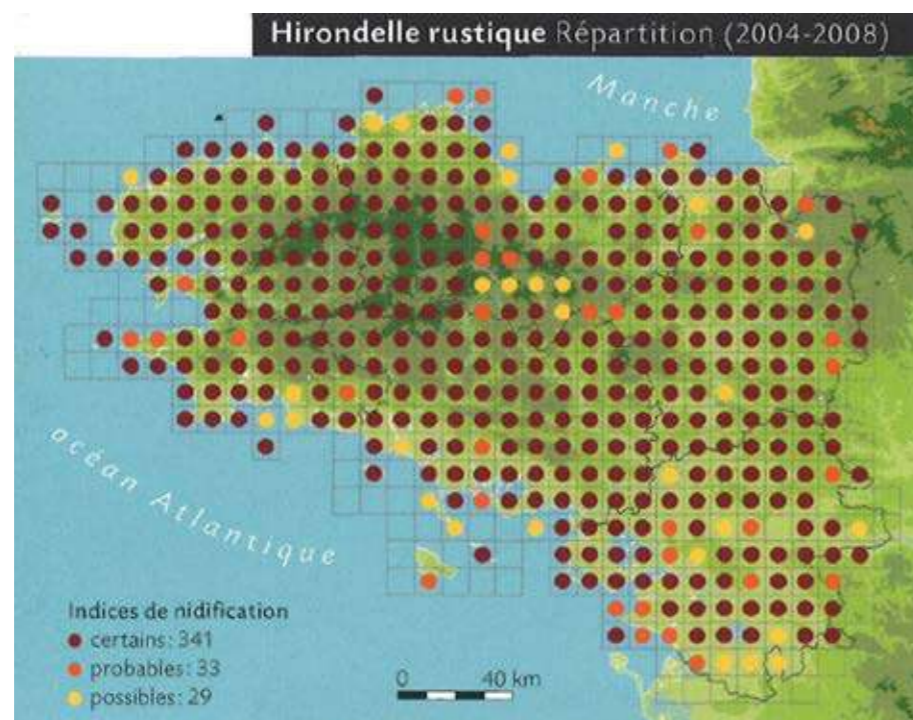 Hirondelle rustique Répartition (2004-2008)
Manche
océan Atlantique
Indices de nidification
certains: 341
probables: 33
possibles: 29
0 40 km